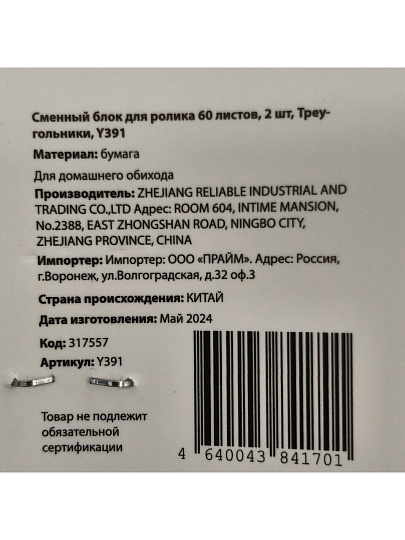 Сменный блок для ролика 60 листов, 2 шт, Треу-
гольники, Y391
Материал: бумага
Для домашнего обихода
Производитель: ZHEJIANG RELIABLE INDUSTRIAL AND
TRADING CO.,LTD Адрес: ROOM 604, INTIME MANSION,
No.2388, EAST ZHONGSHAN ROAD, NINGBO CITY,
ZHEJIANG PROVINCE, CHINA
Импортер: Импортер: ООО «ПРАЙМ». Адрес: Россия,
г.Воронеж, ул.Волгоградская, д.32 оф.3
Страна происхождения: КИТАЙ
Дата изготовления: Май 2024
Код: 317557
Артикул: Y391
Товар не подлежит
обязательной
сертификации
4 640043 841701